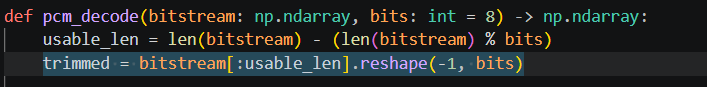 def pcm_decode(bitstream: np.ndarray, bits: int = 8) -> np.ndarray:
    usable_len = len(bitstream) - (len(bitstream) % bits)
    trimmed = bitstream[:usable_len].reshape(-1, bits)